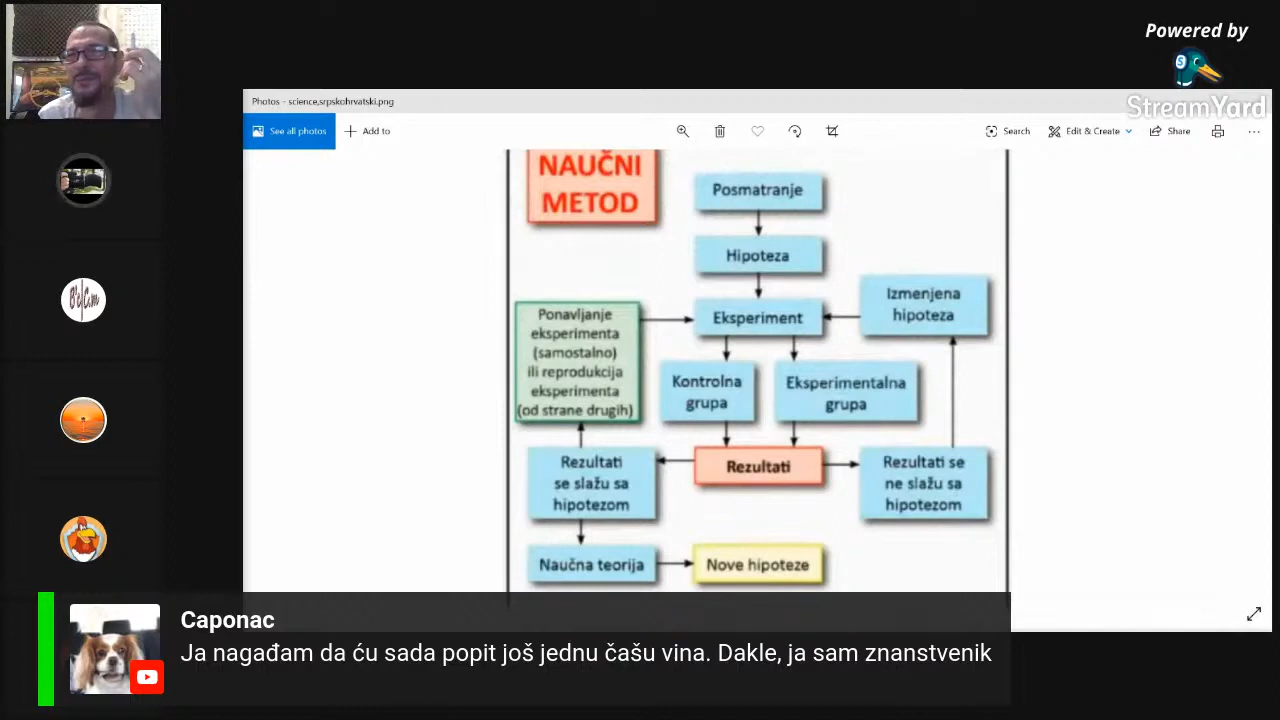 Powered by
StreamYard
Photos - science,srpskohrvatski.png
See all photos
Add to
Search
Edit & Create
Share
NAUČNI
METOD
Posmatranje
Hipoteza
Izmenjena
hipoteza
Ponavljanje
eksperimenta
(samostalno)
ili reprodukcija
eksperimenta
(od strane drugih)
Eksperiment
Kontrolna
grupa
Eksperimentalna
grupa
Rezultati
se slažu sa
hipotezom
Rezultati
Rezultati se
ne slažu sa
hipotezom
Naučna teorija
Nove hipoteze
Caponac
Ja nagađam da ću sada popit još jednu čašu vina. Dakle, ja sam znanstvenik